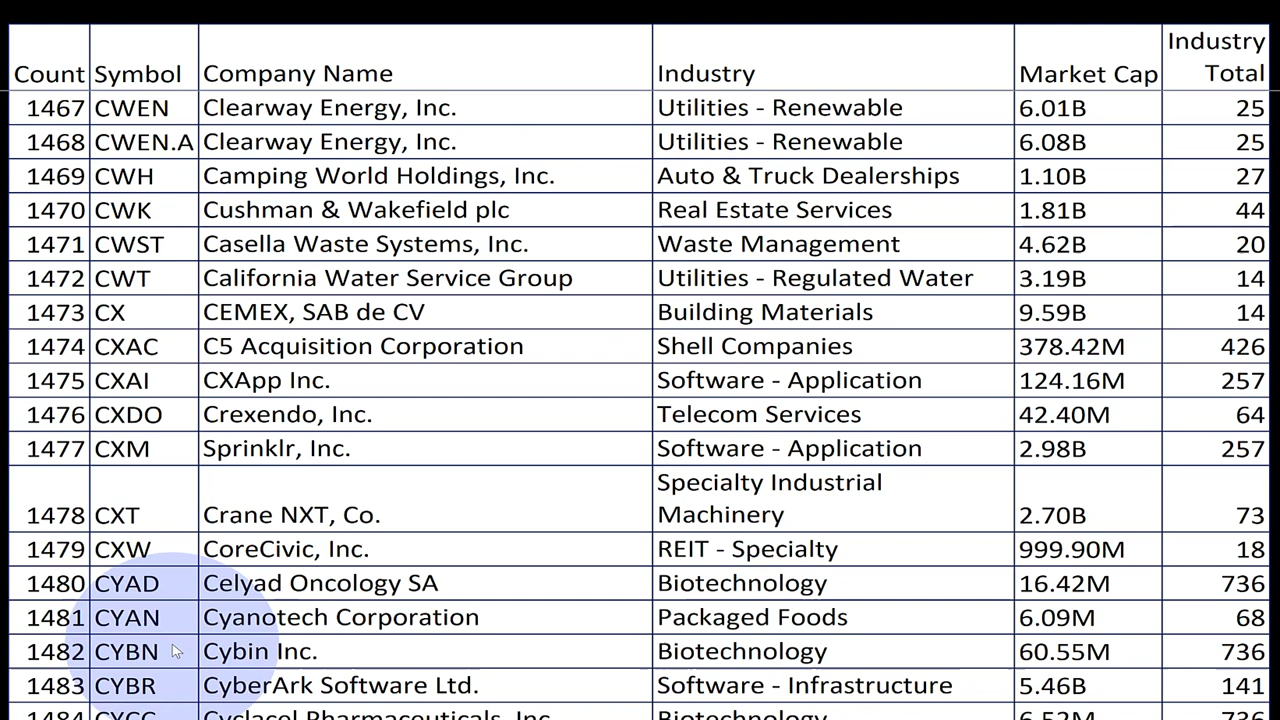 Count Symbol Company Name Industry Market Cap Industry Total
1467 CWEN Clearway Energy, Inc. Utilities - Renewable 6.01B 25
1468 CWEN.A Clearway Energy, Inc. Utilities - Renewable 6.08B 25
1469 CWH Camping World Holdings, Inc. Auto & Truck Dealerships 1.10B 27
1470 CWK Cushman & Wakefield plc Real Estate Services 1.81B 44
1471 CWST Casella Waste Systems, Inc. Waste Management 4.62B 20
1472 CWT California Water Service Group Utilities - Regulated Water 3.19B 14
1473 CX CEMEX, SAB de CV Building Materials 9.59B 14
1474 CXAC C5 Acquisition Corporation Shell Companies 378.42M 426
1475 CXAI CXApp Inc. Software - Application 124.16M 257
1476 CXDO Crexendo, Inc. Telecom Services 42.40M 64
1477 CXM Sprinklr, Inc. Software - Application 2.98B 257
1478 CXT Crane NXT, Co. Specialty Industrial Machinery 2.70B 73
1479 CXW CoreCivic, Inc. REIT - Specialty 999.90M 18
1480 CYAD Celyad Oncology SA Biotechnology 16.42M 736
1481 CYAN Cyanotech Corporation Packaged Foods 6.09M 68
1482 CYBN Cybin Inc. Biotechnology 60.55M 736
1483 CYBR CyberArk Software Ltd. Software - Infrastructure 5.46B 141
1484 CYCC Cyclacel Pharmaceuticals, Inc. Biotechnology 6.52M 736